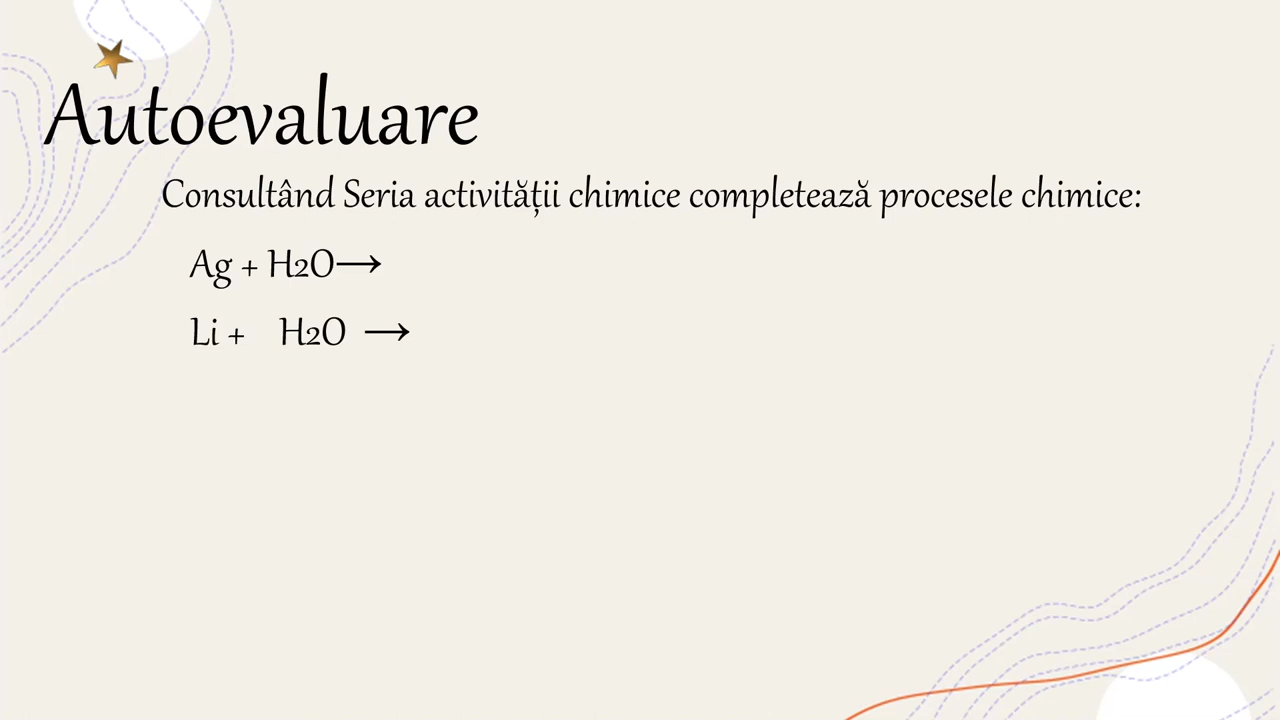 Autoevaluare
Consultând Seria activității chimice completează procesele chimice:
Ag + H2O→
Li + H2O →